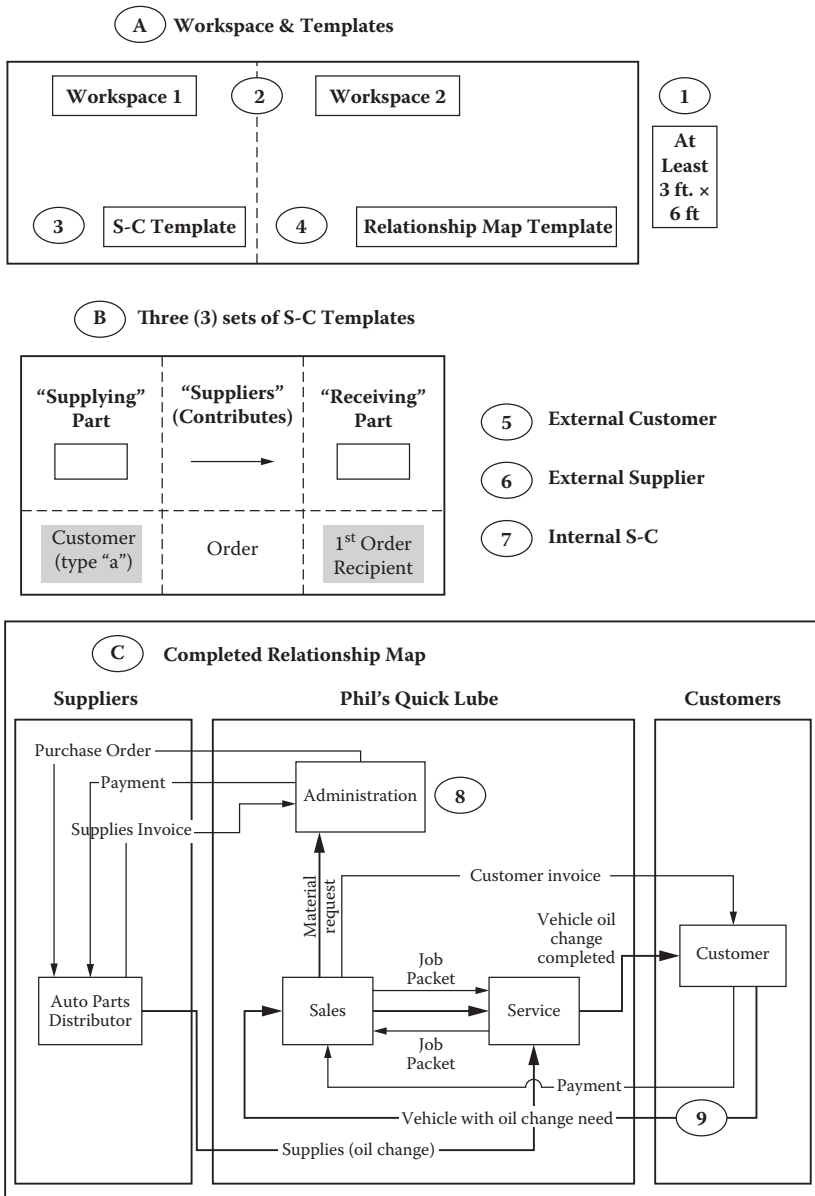 A Workspace & Templates
Workspace 1
2
Workspace 2
1
At
Least
3 ft. ×
6 ft
3
S-C Template
4
Relationship Map Template
B Three (3) sets of S-C Templates
“Supplying”
Part
“Suppliers”
(Contributes)
“Receiving”
Part
Customer
(type “a”)
Order
1st Order
Recipient
5 External Customer
6 External Supplier
7 Internal S-C
C Completed Relationship Map
Suppliers
Phil’s Quick Lube
Customers
Purchase Order
Payment
Supplies Invoice
Administration
8
Material
request
Customer invoice
Vehicle oil
change
completed
Customer
Job
Packet
Auto Parts
Distributor
Sales
Service
Job
Packet
Payment
Vehicle with oil change need
9
Supplies (oil change)